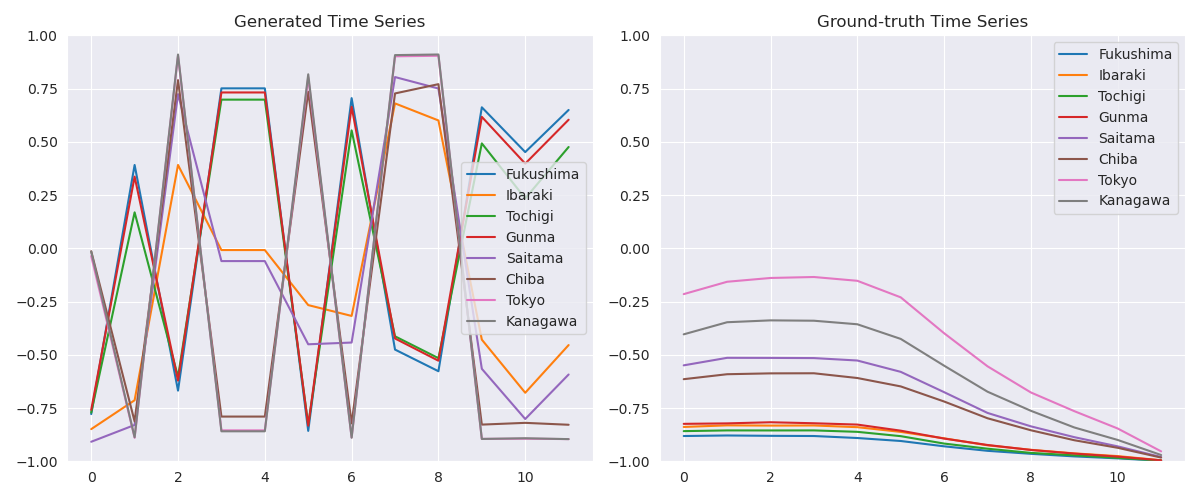 Generated Time Series
1.00
0.75
0.50
0.25
0.00
−0.25
−0.50
−0.75
−1.00
0 2 4 6 8 10
Fukushima
Ibaraki
Tochigi
Gunma
Saitama
Chiba
Tokyo
Kanagawa
Ground-truth Time Series
1.00
0.75
0.50
0.25
0.00
−0.25
−0.50
−0.75
−1.00
0 2 4 6 8 10
Fukushima
Ibaraki
Tochigi
Gunma
Saitama
Chiba
Tokyo
Kanagawa